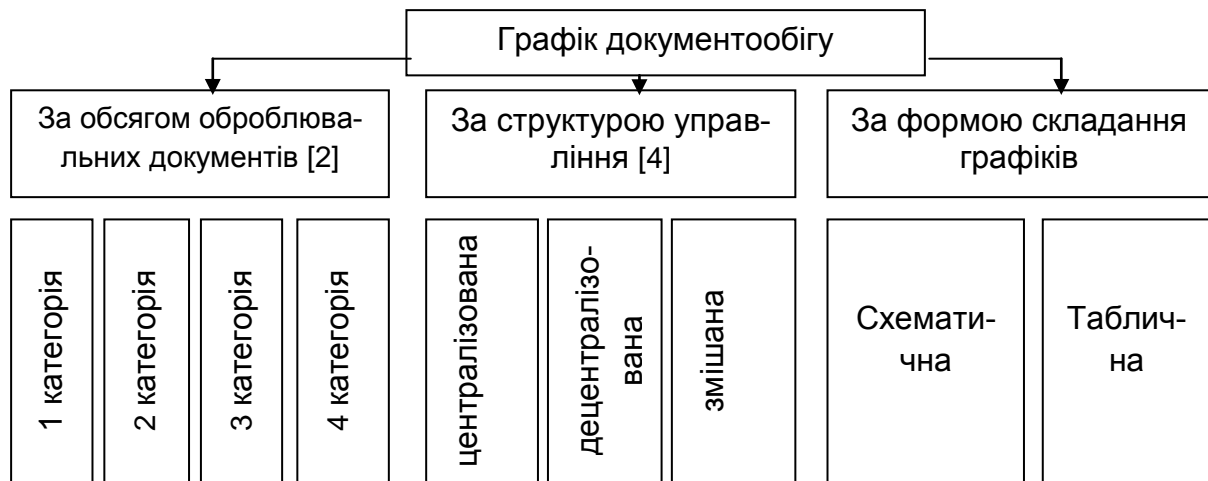 Графік документообігу
За обсягом оброблюва-
льних документів [2]
За структурою управ-
ління [4]
За формою складання
графіків
1 категорія
2 категорія
3 категорія
4 категорія
централізована
децентралізо-
вана
змішана
Схемати-
чна
Таблич-
на